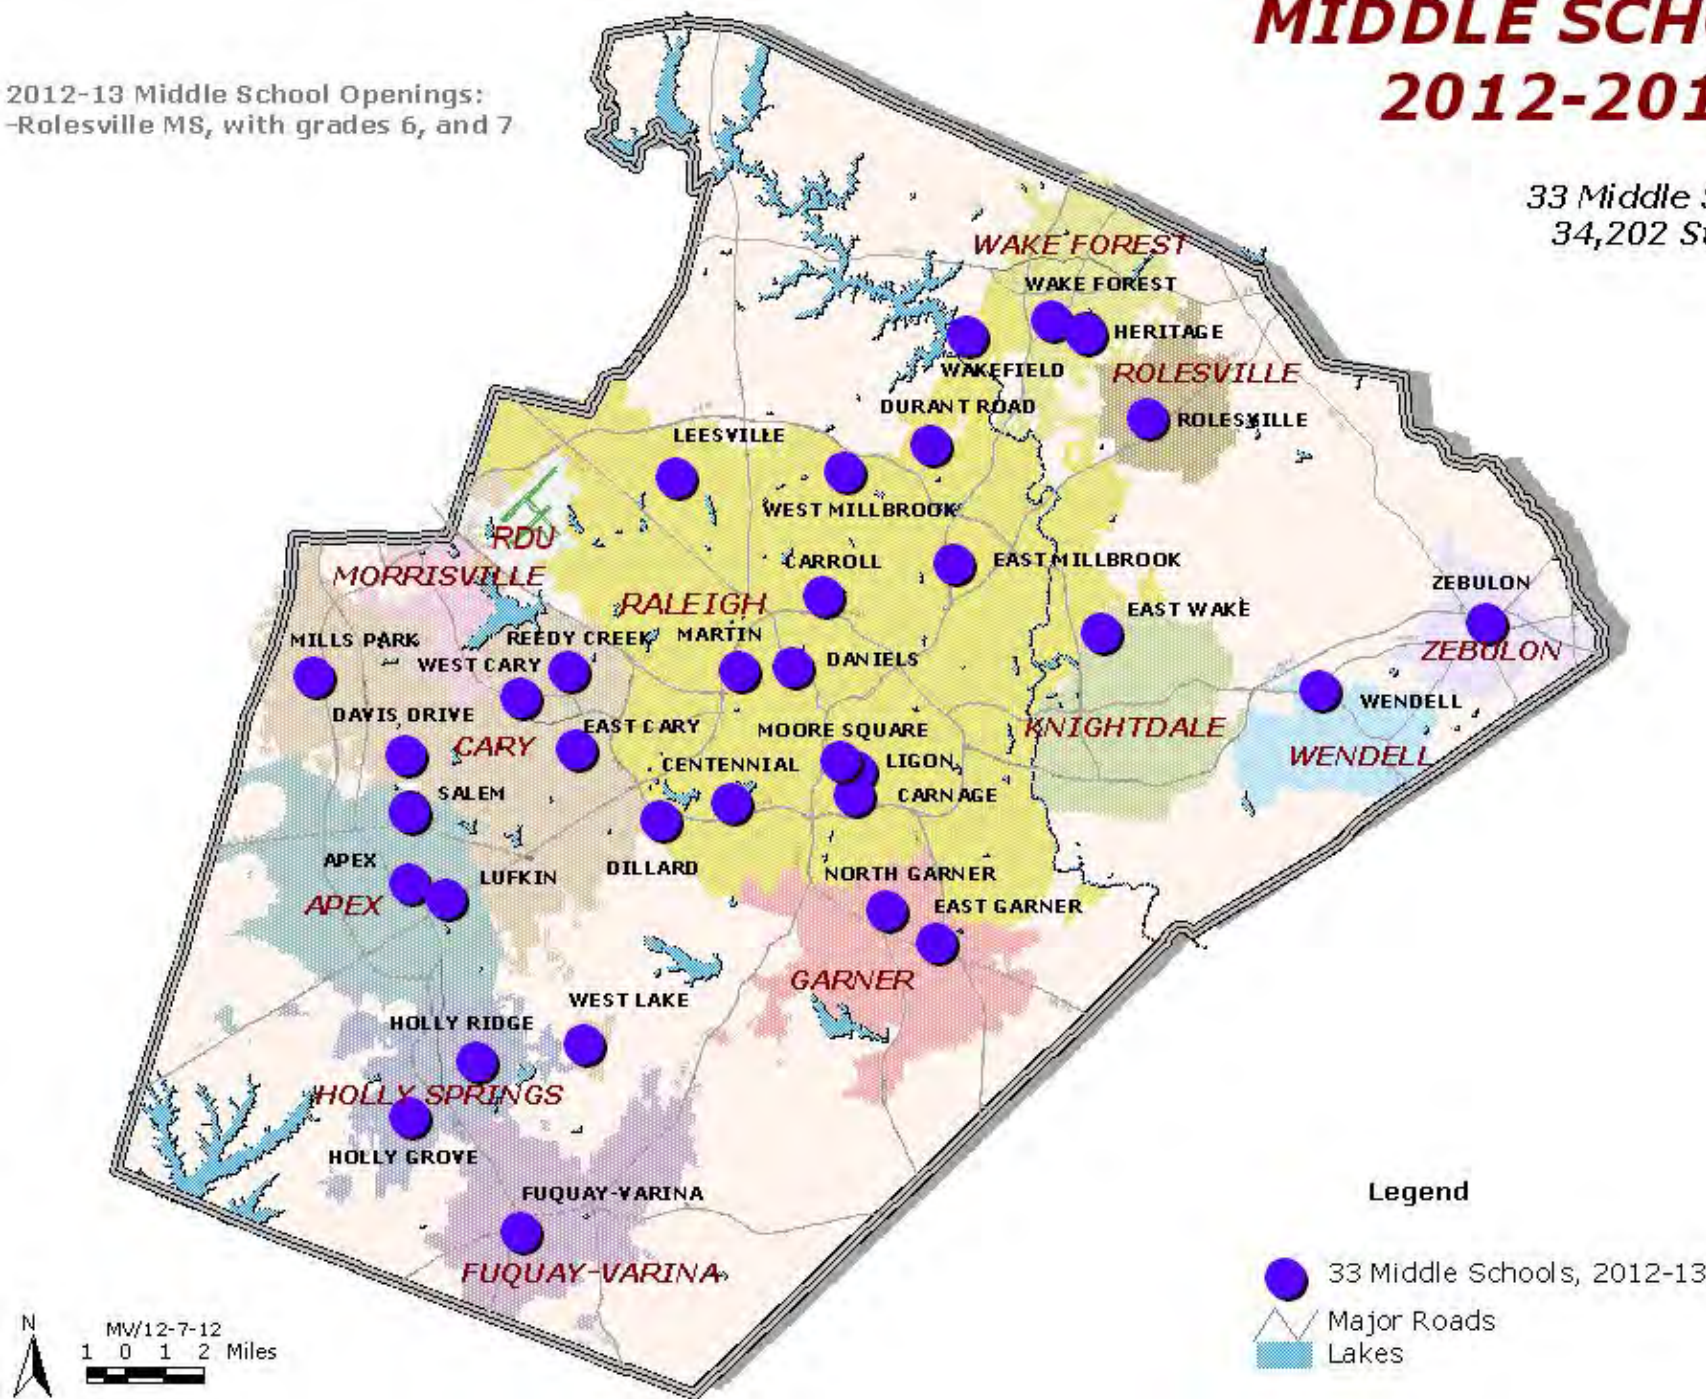 MIDDLE SCH
2012-201
2012-13 Middle School Openings:
-Rolesville MS, with grades 6, and 7
33 Middle
34,202 St
WAKE FOREST
WAKE FOREST
HERITAGE
WAKEFIELD
ROLESVILLE
DURANT ROAD
ROLESVILLE
LEESVILLE
WEST MILLBROOK
RDU
CARROLL
EAST MILLBROOK
MORRISVILLE
ZEBULON
RALEIGH
EAST WAKE
MILLS PARK
REEDY CREEK
MARTIN
ZEBULON
WEST CARY
DANIELS
WENDELL
DAVIS DRIVE
EAST CARY
MOORE SQUARE
KNIGHTDALE
CARY
WENDELL
CENTENNIAL
LIGON
SALEM
CARNAGE
APEX
LUFKIN
DILLARD
NORTH GARNER
APEX
EAST GARNER
GARNER
WEST LAKE
HOLLY RIDGE
HOLLY SPRINGS
HOLLY GROVE
FUQUAY-VARINA
FUQUAY-VARINA
Legend
33 Middle Schools, 2012-13
Major Roads
Lakes
N
MV/12-7-12
1 0 1 2 Miles